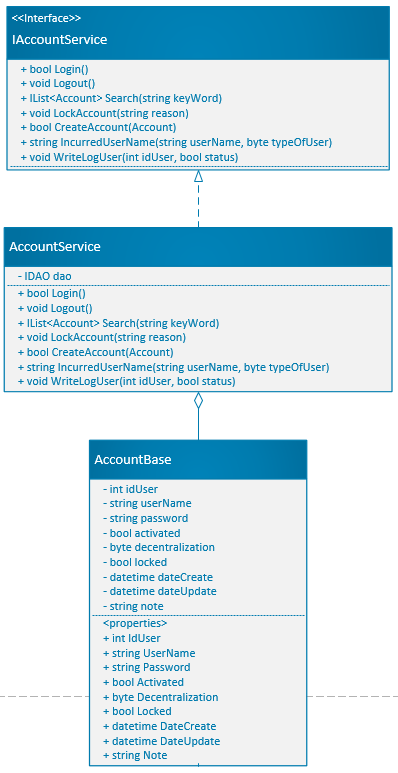 <<Interface>>
IAccountService
+ bool Login()
+ void Logout()
+ IList<Account> Search(string keyWord)
+ void LockAccount(string reason)
+ bool CreateAccount(Account)
+ string IncurredUserName(string userName, byte typeOfUser)
+ void WriteLogUser(int idUser, bool status)
AccountService
- IDAO dao
+ bool Login()
+ void Logout()
+ IList<Account> Search(string keyWord)
+ void LockAccount(string reason)
+ bool CreateAccount(Account)
+ string IncurredUserName(string userName, byte typeOfUser)
+ void WriteLogUser(int idUser, bool status)
AccountBase
- int idUser
- string userName
- string password
- bool activated
- byte decentralization
- bool locked
- datetime dateCreate
- datetime dateUpdate
- string note
<properties>
+ int IdUser
+ string UserName
+ string Password
+ bool Activated
+ byte Decentralization
+ bool Locked
+ datetime DateCreate
+ datetime DateUpdate
+ string Note